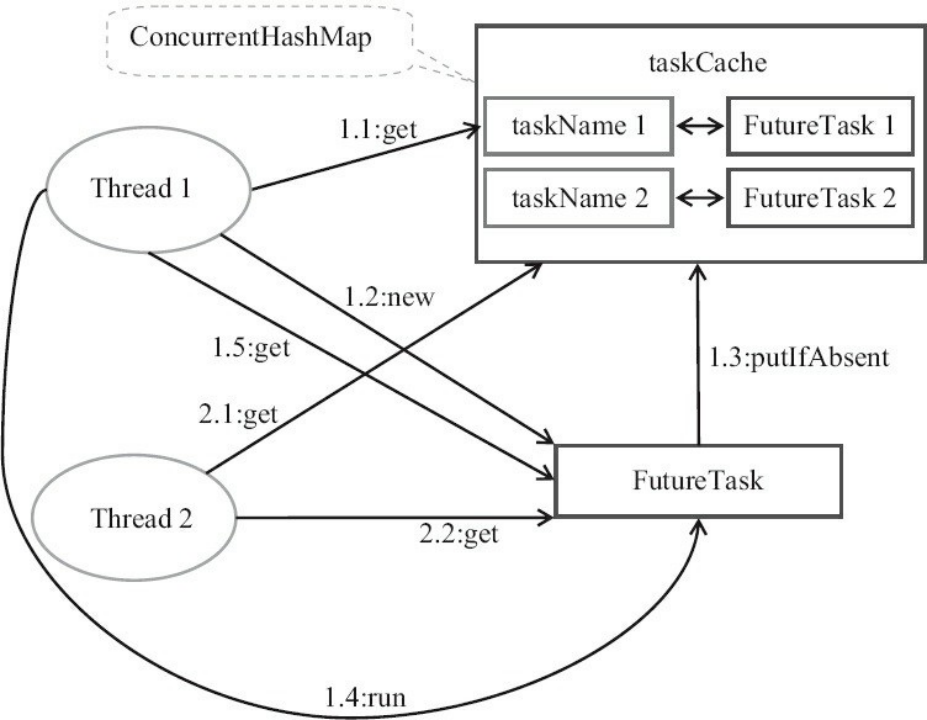 ConcurrentHashMap
taskCache
1.1:get
taskName 1
FutureTask 1
Thread 1
taskName 2
FutureTask 2
1.2:new
1.5:get
1.3:putIfAbsent
2.1:get
FutureTask
Thread 2
2.2:get
1.4:run